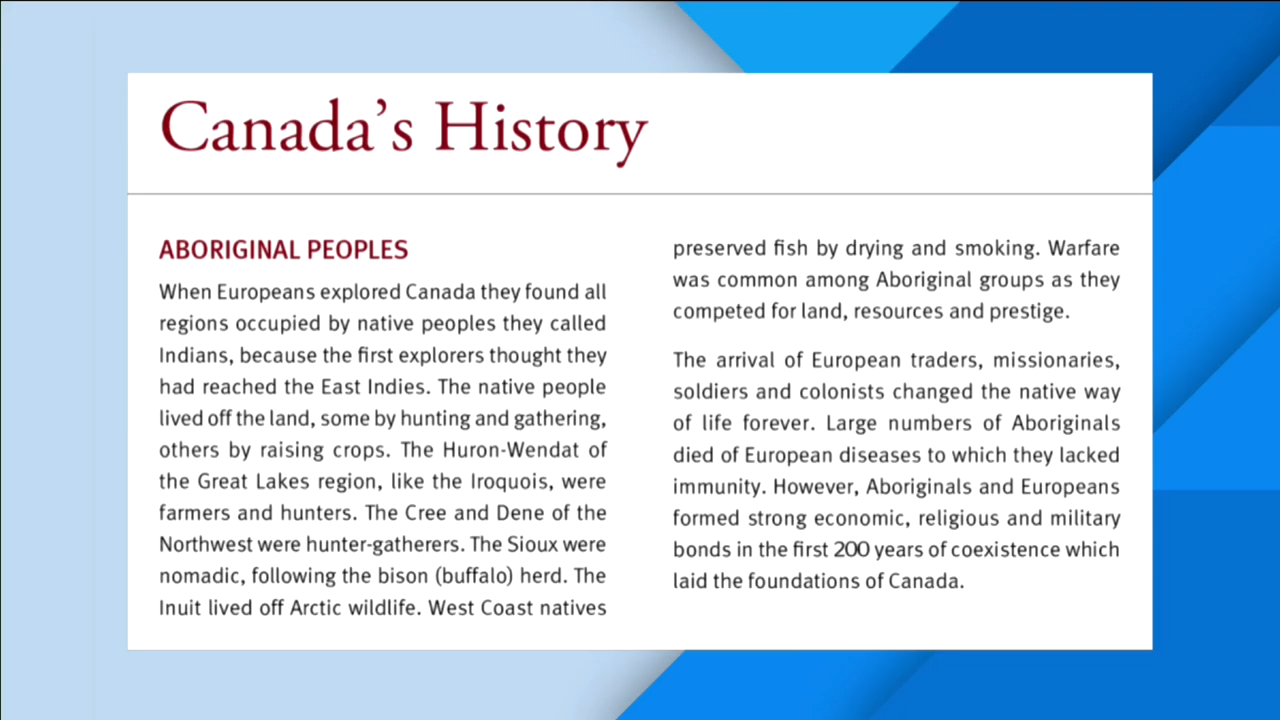 Canada's History
ABORIGINAL PEOPLES
When Europeans explored Canada they found all
regions occupied by native peoples they called
Indians, because the first explorers thought they
had reached the East Indies. The native people
lived off the land, some by hunting and gathering,
others by raising crops. The Huron-Wendat of
the Great Lakes region, like the Iroquois, were
farmers and hunters. The Cree and Dene of the
Northwest were hunter-gatherers. The Sioux were
nomadic, following the bison (buffalo) herd. The
Inuit lived off Arctic wildlife. West Coast natives
preserved fish by drying and smoking. Warfare
was common among Aboriginal groups as they
competed for land, resources and prestige.
The arrival of European traders, missionaries,
soldiers and colonists changed the native way
of life forever. Large numbers of Aboriginals
died of European diseases to which they lacked
immunity. However, Aboriginals and Europeans
formed strong economic, religious and military
bonds in the first 200 years of coexistence which
laid the foundations of Canada.